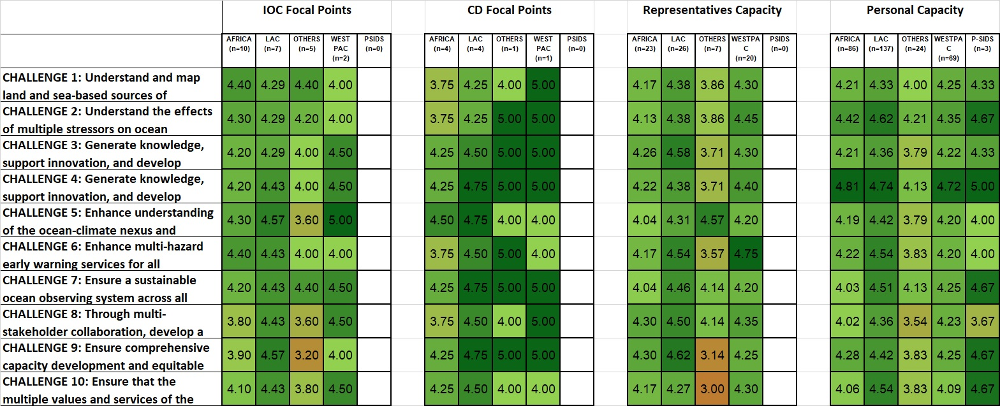 IOC Focal Points CD Focal Points Representatives Capacity Personal Capacity
AFRICA LAC OTHERS WEST PSIDS AFRICA LAC OTHERS WEST PSIDS AFRICA LAC OTHERS WESTPA PSIDS AFRICA LAC OTHERS WESTPA P-SIDS
(n=10) (n=7) (n=5) PAC (n=0) (n=4) (n=4) (n=1) PAC (n=0) (n=23) (n=26) (n=7) C (n=0) (n=86) (n=137) (n=24) C (n=3)
(n=2) (n=1) (n=20) (n=69)
CHALLENGE 1: Understand and map
land and sea-based sources of
4.40 4.29 4.40 4.00 3.75 4.25 4.00 5.00 4.17 4.38 3.86 4.30 4.21 4.33 4.00 4.25 4.33
CHALLENGE 2: Understand the effects
of multiple stressors on ocean
4.30 4.29 4.20 4.00 3.75 4.25 5.00 5.00 4.13 4.38 3.86 4.45 4.42 4.62 4.21 4.35 4.67
CHALLENGE 3: Generate knowledge,
support innovation, and develop
4.20 4.29 4.00 4.50 4.25 4.50 5.00 5.00 4.26 4.58 3.71 4.30 4.21 4.36 3.79 4.22 4.33
CHALLENGE 4: Generate knowledge,
support innovation, and develop
4.20 4.43 4.00 4.50 4.25 4.75 5.00 5.00 4.22 4.38 3.71 4.40 4.81 4.74 4.13 4.72 5.00
CHALLENGE 5: Enhance understanding
of the ocean-climate nexus and
4.30 4.57 3.60 5.00 4.50 4.75 4.00 4.00 4.04 4.31 4.57 4.20 4.19 4.42 3.79 4.20 4.00
CHALLENGE 6: Enhance multi-hazard
early warning services for all
4.40 4.43 4.00 4.00 3.75 4.50 5.00 4.00 4.17 4.54 3.57 4.75 4.22 4.54 3.83 4.20 4.00
CHALLENGE 7: Ensure a sustainable
ocean observing system across all
4.20 4.43 4.40 4.50 4.25 4.75 5.00 5.00 4.04 4.46 4.14 4.20 4.03 4.51 4.13 4.25 4.67
CHALLENGE 8: Through multi-
stakeholder collaboration, develop a
3.80 4.43 3.60 4.50 3.75 4.50 4.00 5.00 4.30 4.50 4.14 4.35 4.02 4.36 3.54 4.23 3.67
CHALLENGE 9: Ensure comprehensive
capacity development and equitable
3.90 4.57 3.20 4.00 4.25 4.75 5.00 5.00 4.30 4.62 3.14 4.25 4.28 4.42 3.83 4.25 4.67
CHALLENGE 10: Ensure that the
multiple values and services of the
4.10 4.43 3.80 4.50 4.25 4.50 4.00 4.00 4.17 4.27 3.00 4.30 4.06 4.54 3.83 4.09 4.67